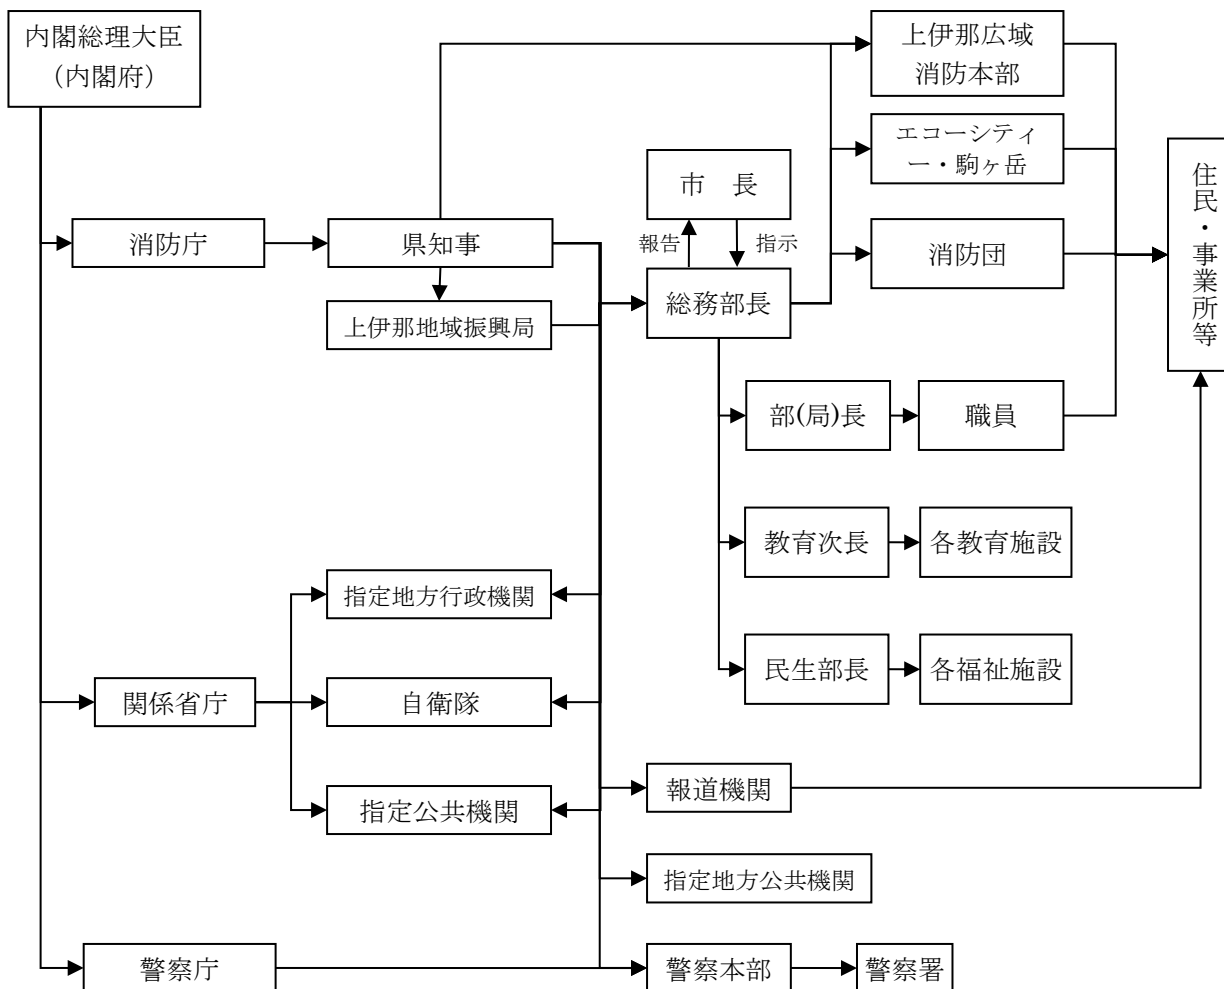 内閣総理大臣
（内閣府）
上伊那広域
消防本部
エコーシティ
ー・駒ヶ岳
市　長
住民・事業所等
消防庁
県知事
報告
指示
消防団
総務部長
上伊那地域振興局
部(局)長
職員
教育次長
各教育施設
指定地方行政機関
民生部長
各福祉施設
関係省庁
自衛隊
報道機関
指定公共機関
指定地方公共機関
警察庁
警察本部
警察署